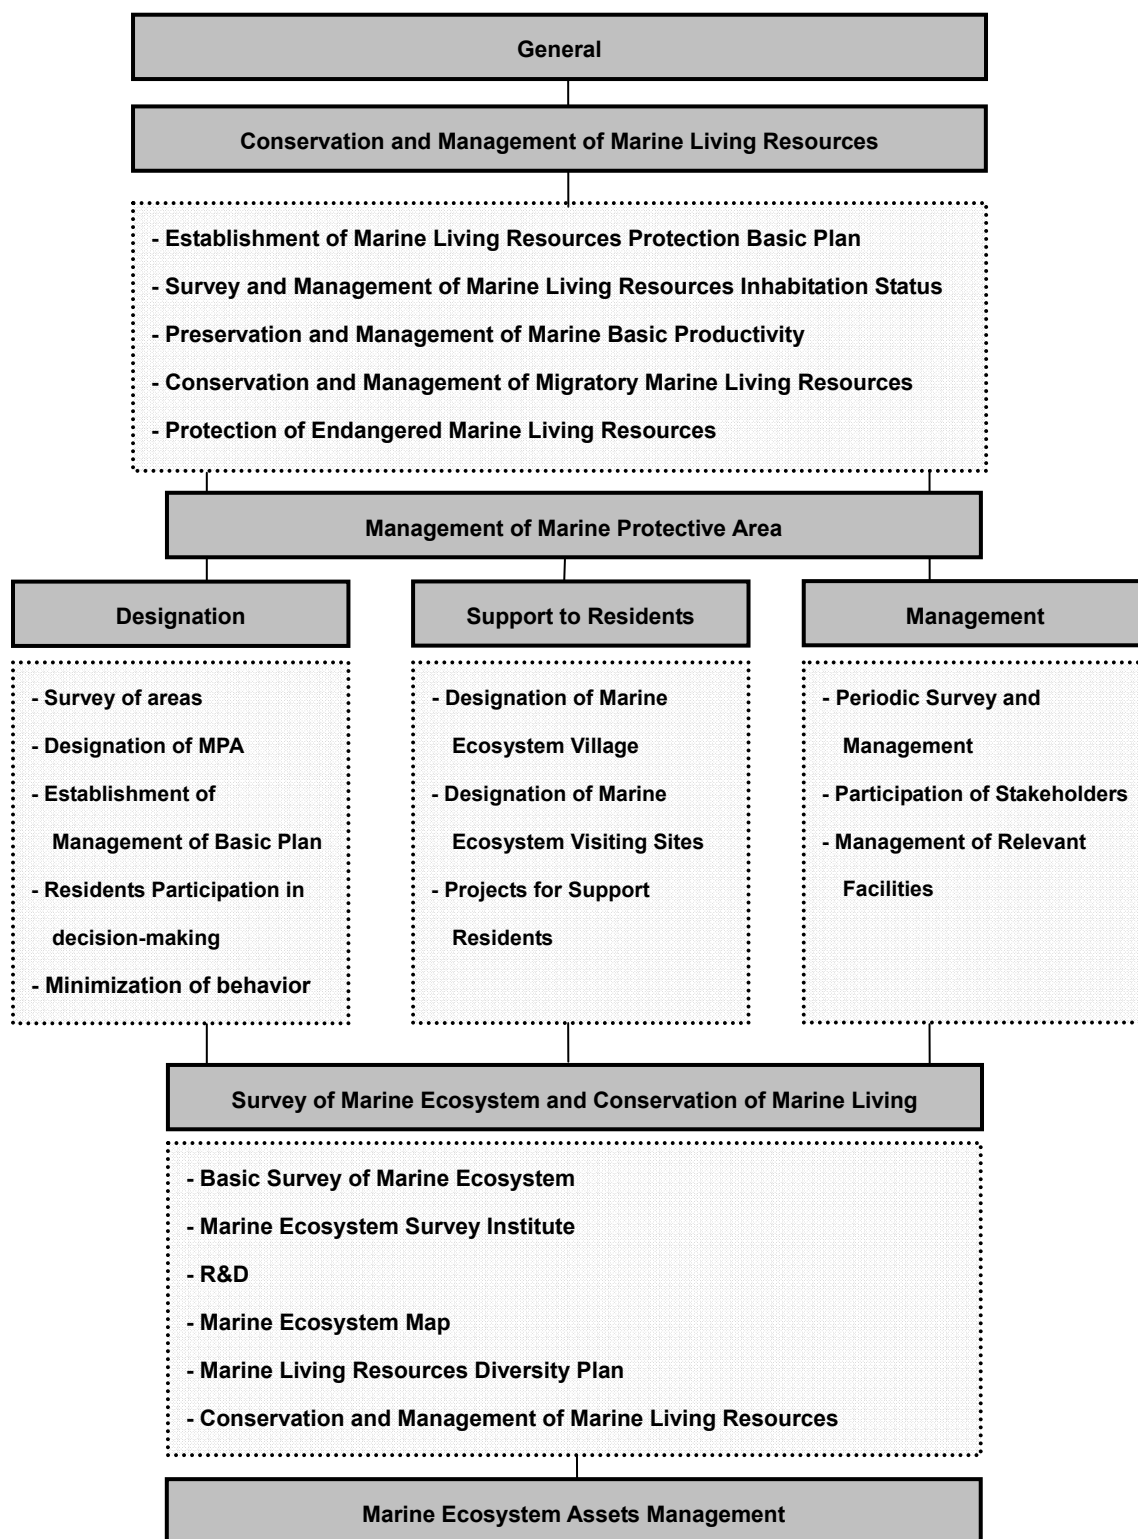 General
Conservation and Management of Marine Living Resources
- Establishment of Marine Living Resources Protection Basic Plan
- Survey and Management of Marine Living Resources Inhabitation Status
- Preservation and Management of Marine Basic Productivity
- Conservation and Management of Migratory Marine Living Resources
- Protection of Endangered Marine Living Resources
Management of Marine Protective Area
Designation
- Survey of areas
- Designation of MPA
- Establishment of
Management of Basic Plan
- Residents Participation in
decision-making
- Minimization of behavior
Support to Residents
- Designation of Marine
Ecosystem Village
- Designation of Marine
Ecosystem Visiting Sites
- Projects for Support
Residents
Management
- Periodic Survey and
Management
- Participation of Stakeholders
- Management of Relevant
Facilities
Survey of Marine Ecosystem and Conservation of Marine Living
- Basic Survey of Marine Ecosystem
- Marine Ecosystem Survey Institute
- R&D
- Marine Ecosystem Map
- Marine Living Resources Diversity Plan
- Conservation and Management of Marine Living Resources
Marine Ecosystem Assets Management